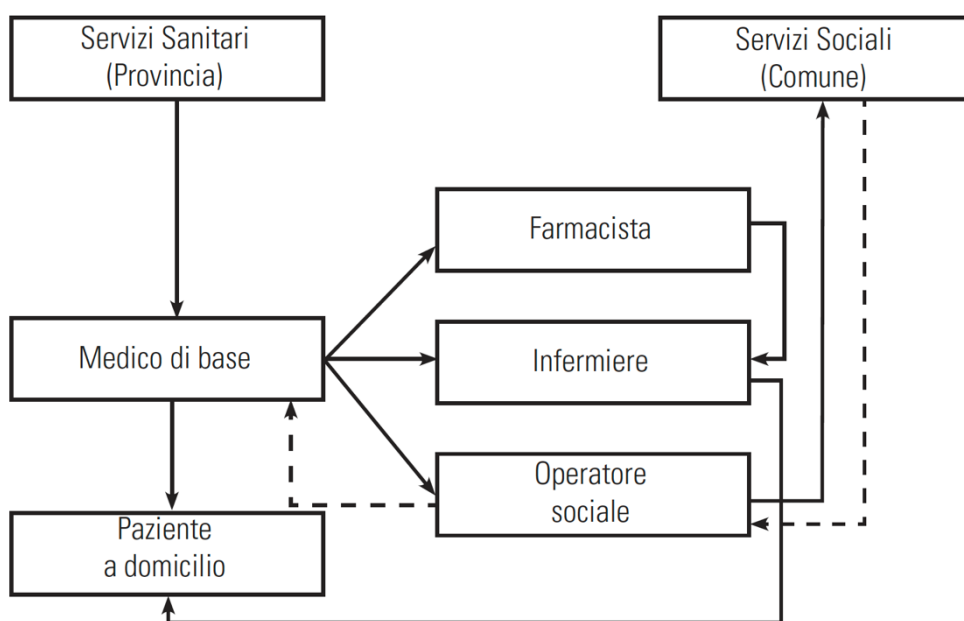 Servizi Sanitari
(Provincia)
Servizi Sociali
(Comune)
Farmacista
Medico di base
Infermiere
Operatore
sociale
Paziente
a domicilio